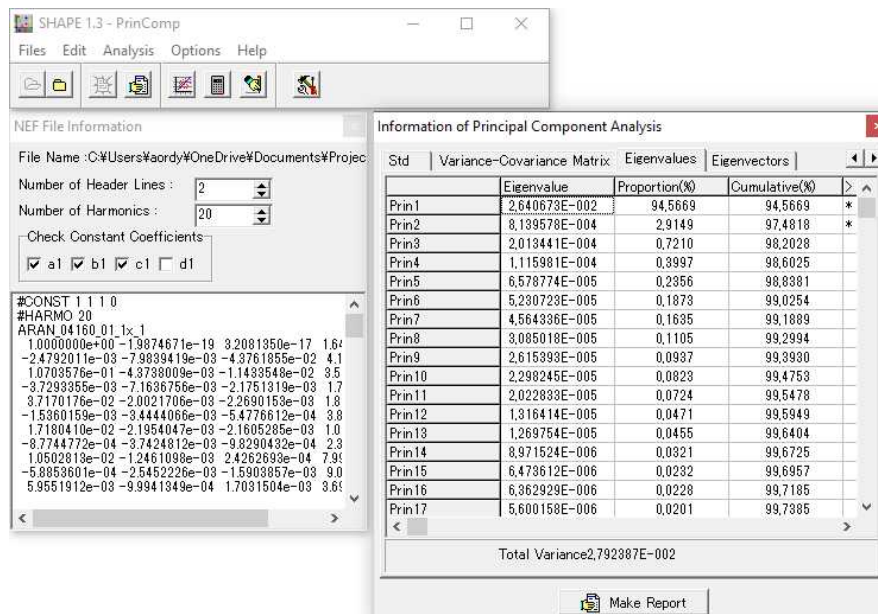 SHAPE 1.3 - PrinComp
Files Edit Analysis Options Help
NEF File Information
File Name :C:¥Users¥aordy¥OneDrive¥Documents¥Projec
Number of Header Lines : 2
Number of Harmonics : 20
Check Constant Coefficients
a1 b1 c1 d1
#CONST 1 1 1 0
#HARMO 20
ARAN_04160_01_1x_1
1.0000000e+00 -1.9874671e-19 3.2081350e-17 1.64
-2.4792011e-03 -7.9839419e-03 -4.3761855e-02 4.1
1.0703576e-01 -4.3738009e-03 -1.1433548e-02 3.5
-3.7293355e-03 -7.1636756e-03 -2.1751319e-03 1.7
3.7170176e-02 -2.0021706e-03 -2.2690153e-03 1.8
-1.5360159e-03 -3.4444066e-03 -5.4776612e-04 3.8
1.7180410e-02 -2.1954047e-03 -2.1605285e-03 1.0
-8.7744772e-04 -3.7424812e-03 -9.8290432e-04 2.3
1.0502813e-02 -1.2461098e-03 2.4262693e-04 7.99
-5.8853601e-04 -2.5452226e-03 -1.5903857e-03 9.0
5.9551912e-03 -9.9941349e-04 1.7031504e-03 3.69
Information of Principal Component Analysis
Std Variance-Covariance Matrix Eigenvalues Eigenvectors
Eigenvalue Proportion(%) Cumulative(%) >
Prin1 2,640673E-002 94,5669 94,5669 *
Prin2 8,139578E-004 2,9149 97,4818 *
Prin3 2,013441E-004 0,7210 98,2028
Prin4 1,115981E-004 0,3997 98,6025
Prin5 6,578774E-005 0,2356 98,8381
Prin6 5,230723E-005 0,1873 99,0254
Prin7 4,564336E-005 0,1635 99,1889
Prin8 3,085018E-005 0,1105 99,2994
Prin9 2,615393E-005 0,0937 99,3930
Prin10 2,298245E-005 0,0823 99,4753
Prin11 2,022833E-005 0,0724 99,5478
Prin12 1,316414E-005 0,0471 99,5949
Prin13 1,269754E-005 0,0455 99,6404
Prin14 8,971524E-006 0,0321 99,6725
Prin15 6,473612E-006 0,0232 99,6957
Prin16 6,362929E-006 0,0228 99,7185
Prin17 5,600158E-006 0,0201 99,7385
Total Variance2,792387E-002
Make Report